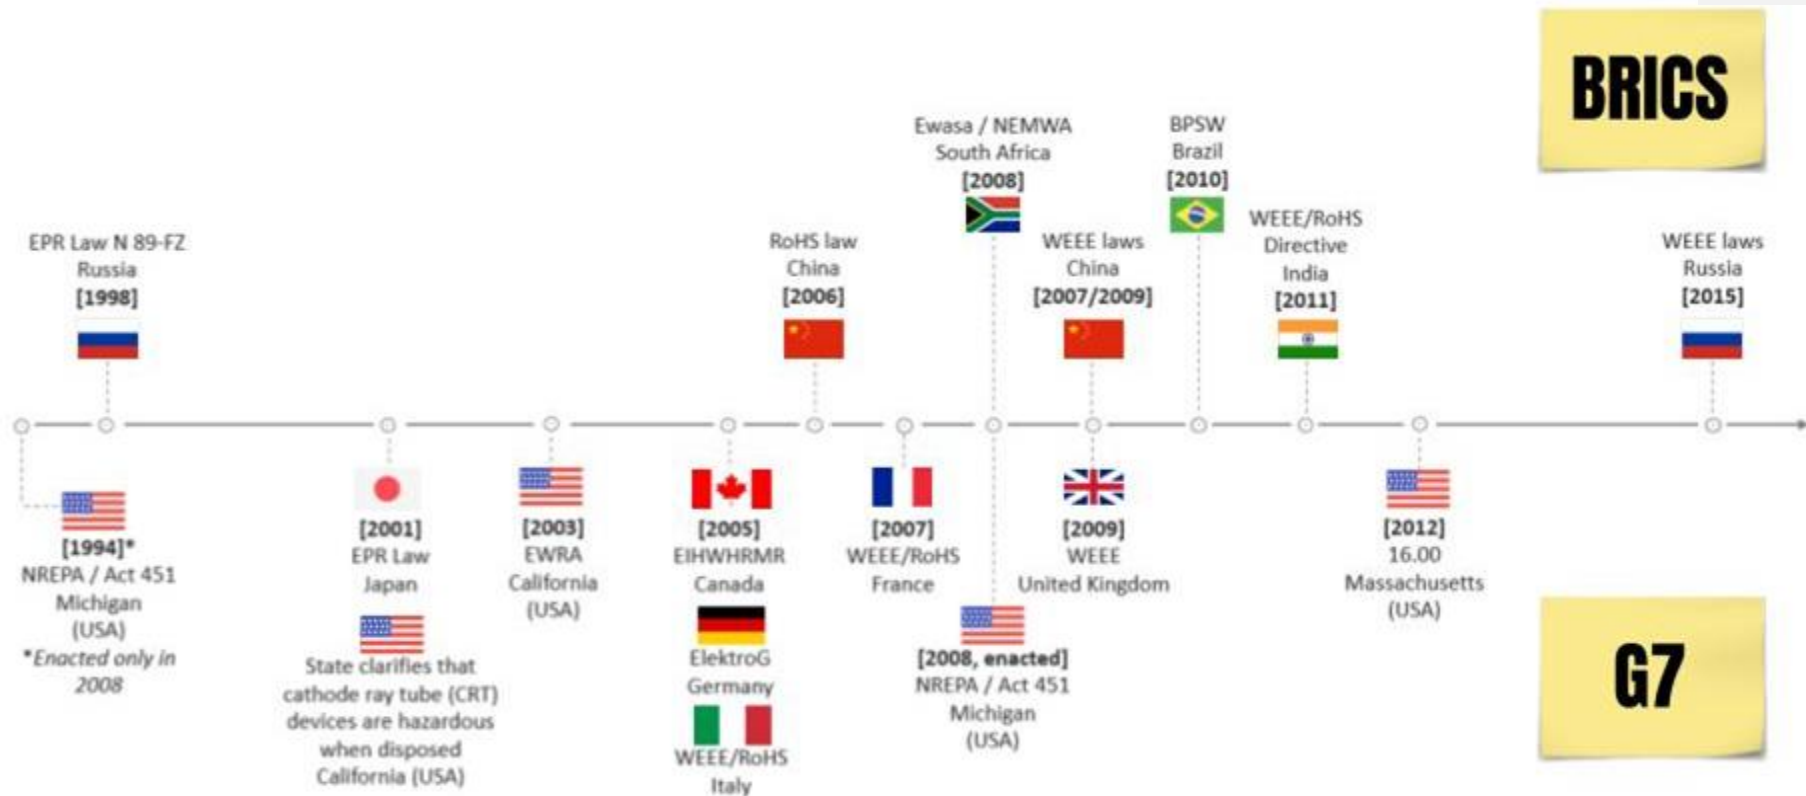 BRICS
EPR Law N 89-FZ
Russia
[1998]
RoHS law
China
[2006]
Ewasa / NEMWA
South Africa
[2008]
WEEE laws
China
[2007/2009]
BPSW
Brazil
[2010]
WEEE/RoHS
Directive
India
[2011]
WEEE laws
Russia
[2015]
[1994]*
NREPA / Act 451
Michigan
(USA)
*Enacted only in
2008
[2001]
EPR Law
Japan
State clarifies that
cathode ray tube (CRT)
devices are hazardous
when disposed
California (USA)
[2003]
EWRA
California
(USA)
[2005]
EIHWHRMR
Canada
ElektroG
Germany
WEEE/RoHS
Italy
[2007]
WEEE/RoHS
France
[2008, enacted]
NREPA / Act 451
Michigan
(USA)
[2009]
WEEE
United Kingdom
[2012]
16.00
Massachusetts
(USA)
G7